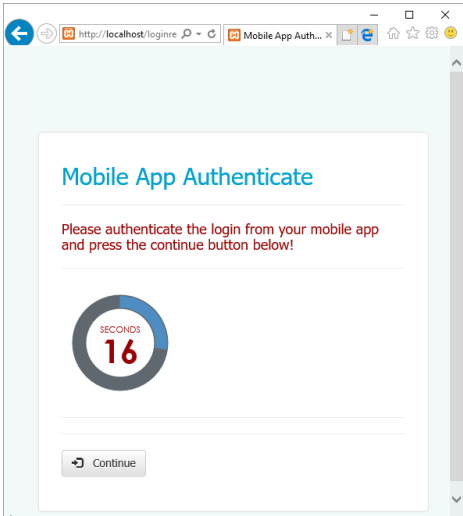 http://localhost/loginre
Mobile App Auth...
Mobile App Authenticate
Please authenticate the login from your mobile app
and press the continue button below!
SECONDS
16
Continue